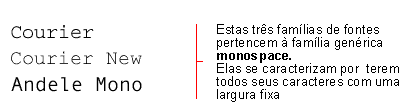 Courier
Courier New
Andele Mono
Estas três famílias de fontes
pertencem à família genérica
monospace.
Elas se caracterizam por terem
todos seus caracteres com uma
largura fixa